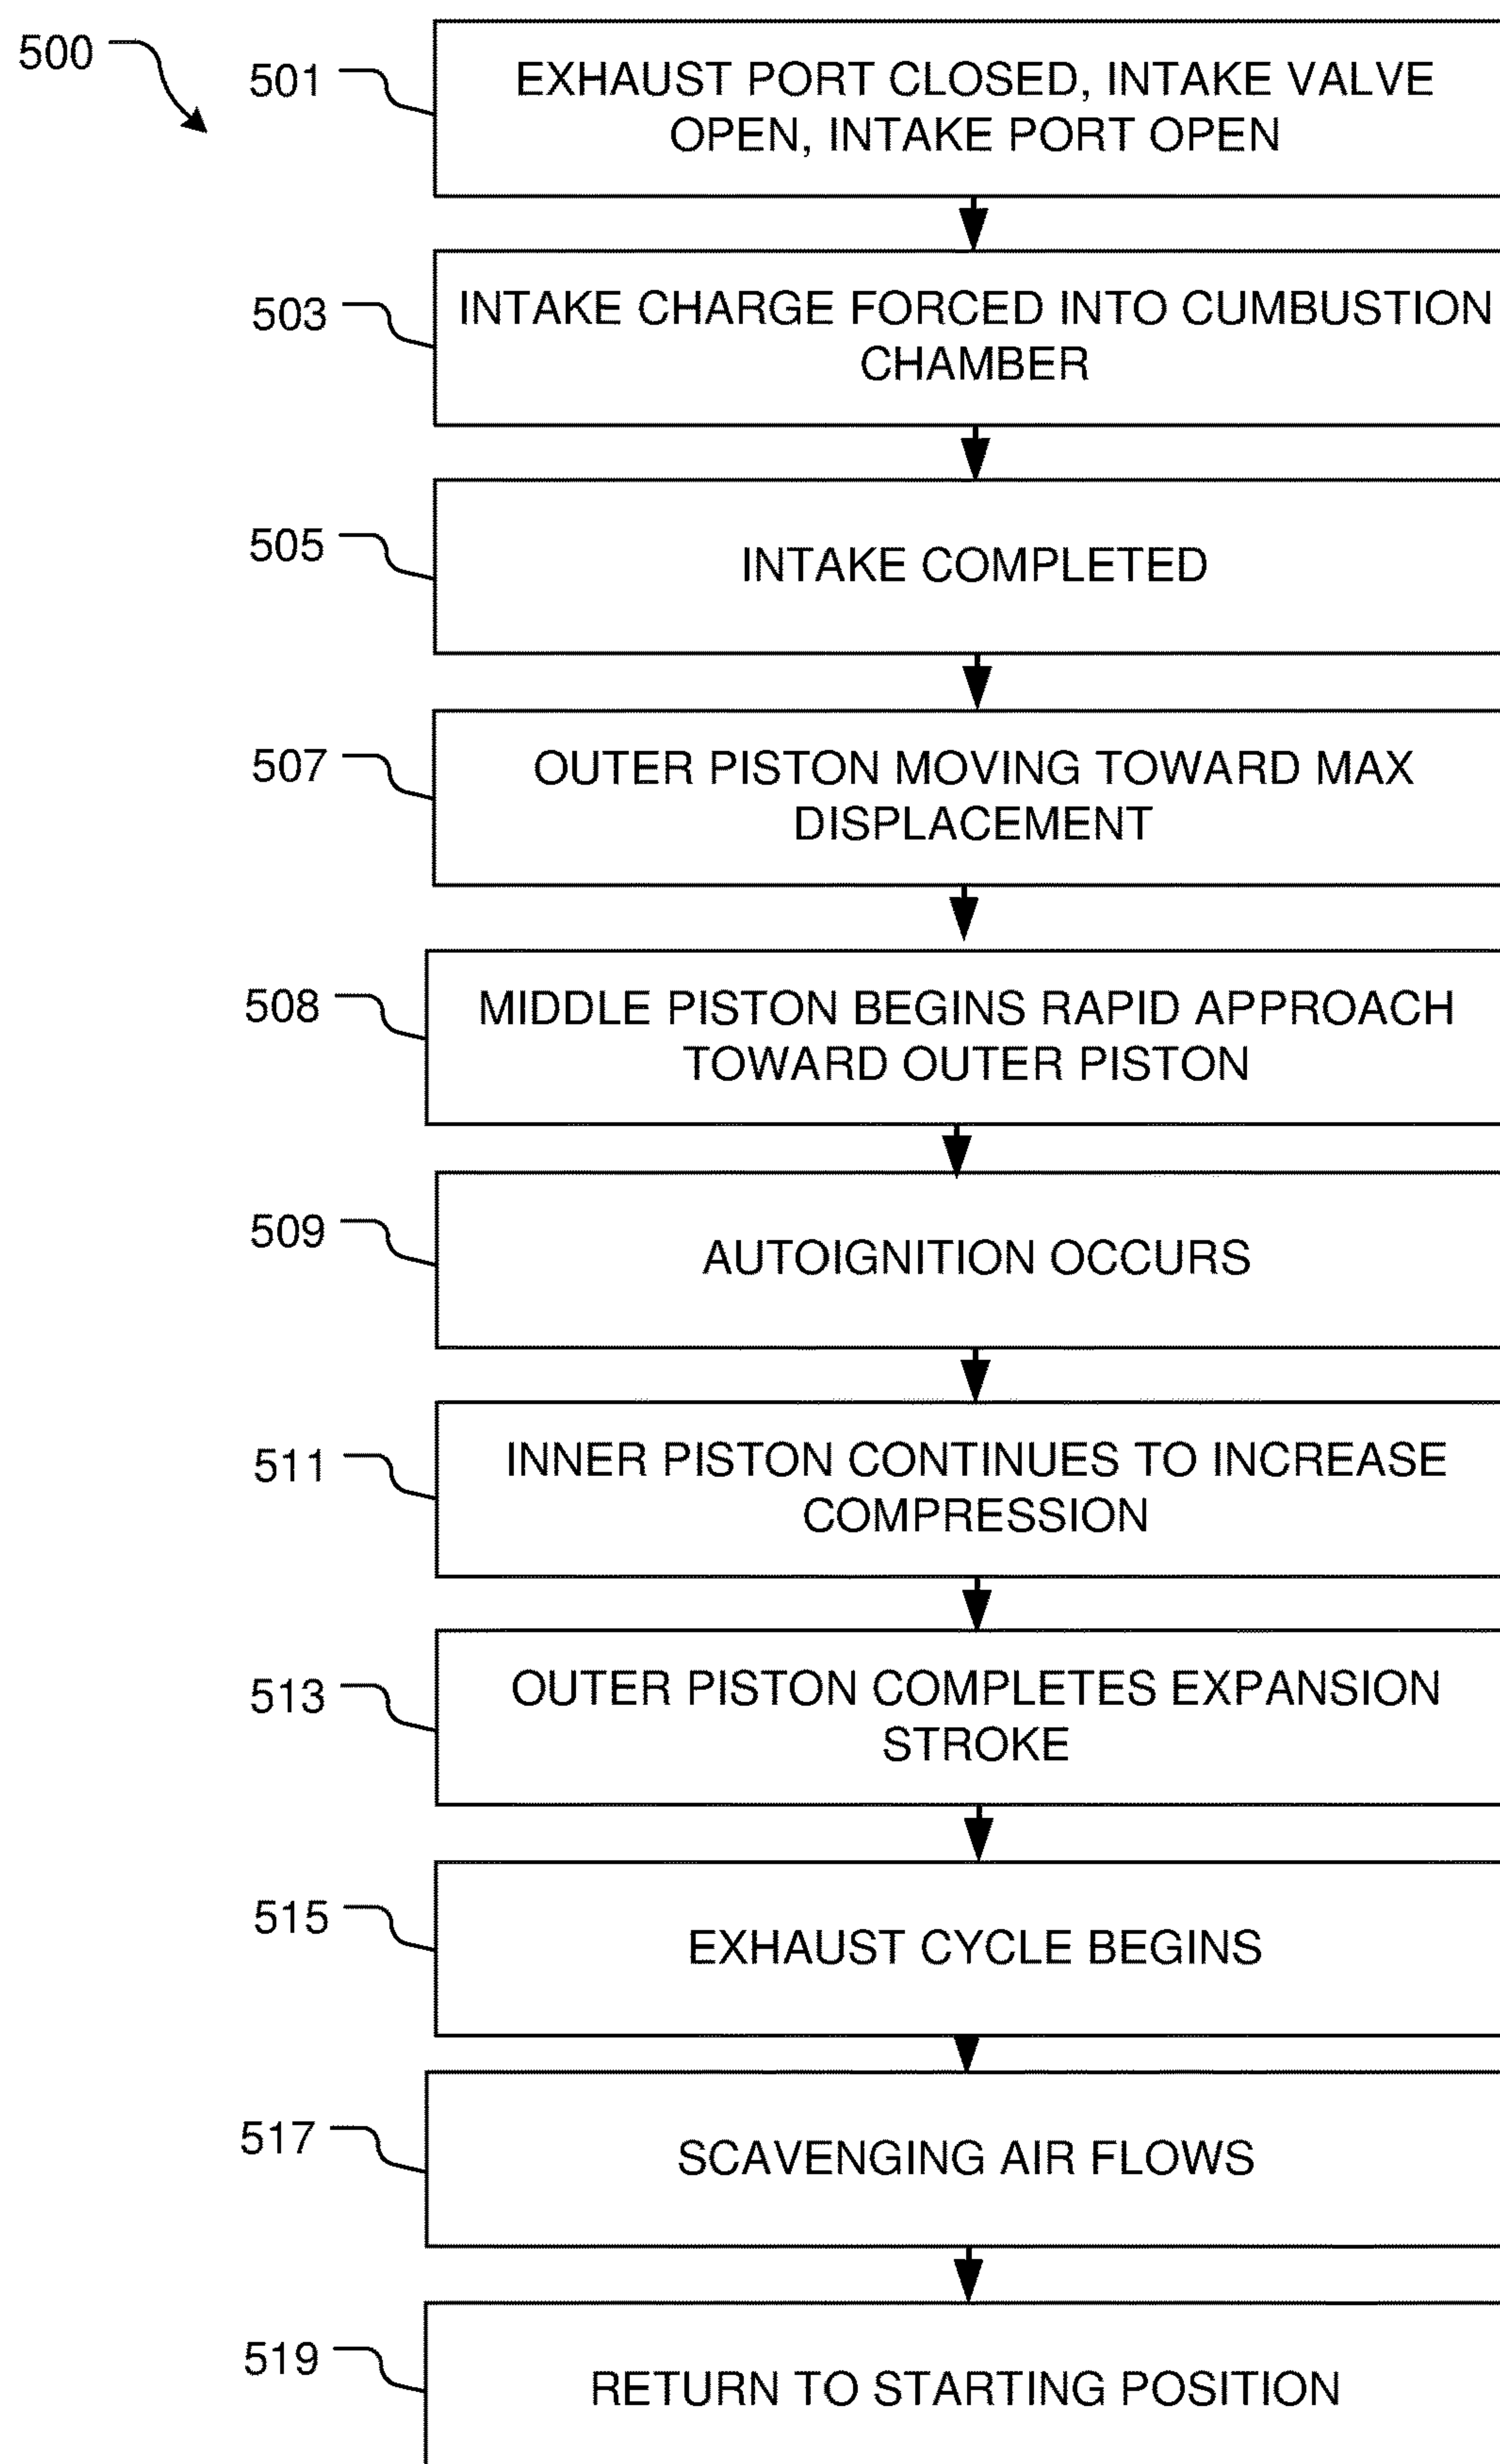 500
501
EXHAUST PORT CLOSED, INTAKE VALVE
OPEN, INTAKE PORT OPEN
503
INTAKE CHARGE FORCED INTO CUMBUSTION
CHAMBER
505
INTAKE COMPLETED
507
OUTER PISTON MOVING TOWARD MAX
DISPLACEMENT
508
MIDDLE PISTON BEGINS RAPID APPROACH
TOWARD OUTER PISTON
509
AUTOIGNITION OCCURS
511
INNER PISTON CONTINUES TO INCREASE
COMPRESSION
513
OUTER PISTON COMPLETES EXPANSION
STROKE
515
EXHAUST CYCLE BEGINS
517
SCAVENGING AIR FLOWS
519
RETURN TO STARTING POSITION